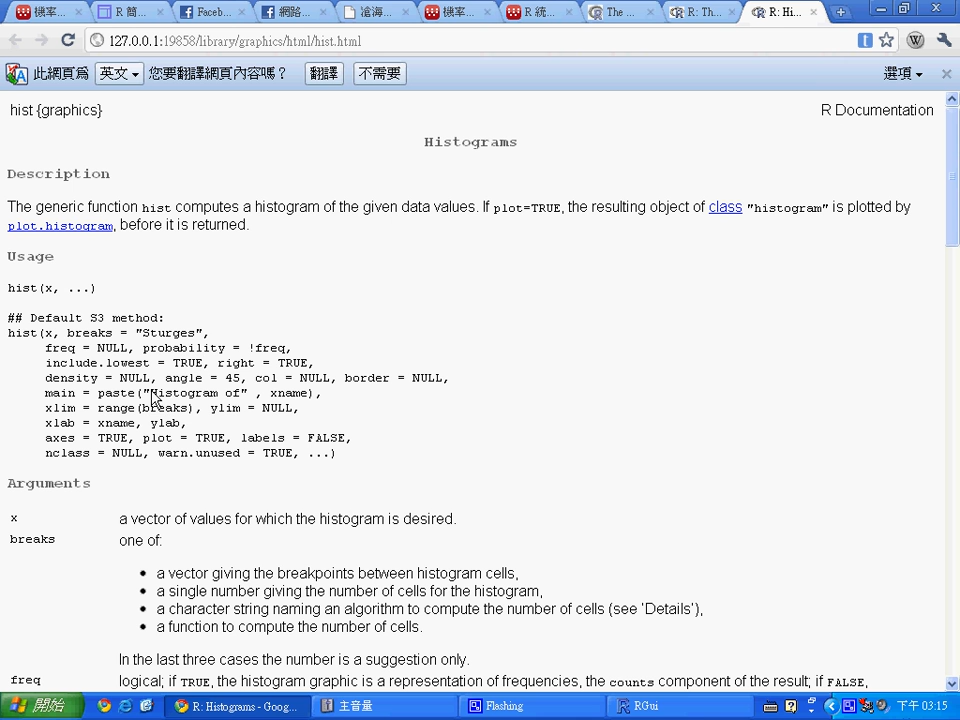 機率...
R 簡...
Faceb...
網路...
滄海...
機率...
R 統...
The ...
R: Th...
R: Hi...
127.0.0.1:19858/library/graphics/html/hist.html
此網頁為 英文 您要翻譯網頁內容嗎？ 翻譯 不需要 選項
hist {graphics} R Documentation
Histograms
Description
The generic function hist computes a histogram of the given data values. If plot=TRUE, the resulting object of class "histogram" is plotted by
plot.histogram, before it is returned.
Usage
hist(x, ...)
## Default S3 method:
hist(x, breaks = "Sturges",
freq = NULL, probability = !freq,
include.lowest = TRUE, right = TRUE,
density = NULL, angle = 45, col = NULL, border = NULL,
main = paste("Histogram of" , xname),
xlim = range(breaks), ylim = NULL,
xlab = xname, ylab,
axes = TRUE, plot = TRUE, labels = FALSE,
nclass = NULL, warn.unused = TRUE, ...)
Arguments
x a vector of values for which the histogram is desired.
breaks one of:
• a vector giving the breakpoints between histogram cells,
• a single number giving the number of cells for the histogram,
• a character string naming an algorithm to compute the number of cells (see 'Details'),
• a function to compute the number of cells.
In the last three cases the number is a suggestion only.
freq logical; if TRUE, the histogram graphic is a representation of frequencies, the counts component of the result; if FALSE,
開始 R: Histograms - Goog... 主音量 Flashing RGui 下午 03:15